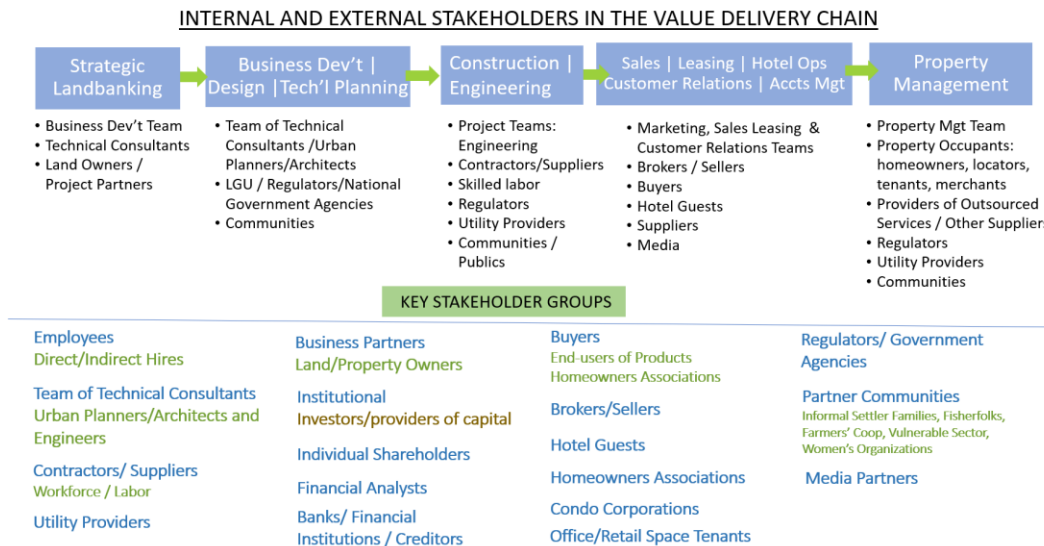 INTERNAL AND EXTERNAL STAKEHOLDERS IN THE VALUE DELIVERY CHAIN
Strategic
Landbanking
Business Dev't |
Design |Tech'l Planning
Construction |
Engineering
Sales | Leasing | Hotel Ops
Customer Relations | Accts Mgt
Property
Management
• Business Dev't Team
• Technical Consultants
• Land Owners /
Project Partners
• Team of Technical
Consultants /Urban
Planners/Architects
• LGU / Regulators/National
Government Agencies
• Communities
• Project Teams:
Engineering
• Contractors/Suppliers
• Skilled labor
• Regulators
• Utility Providers
• Communities /
Publics
• Marketing, Sales Leasing &
Customer Relations Teams
• Brokers / Sellers
• Buyers
• Hotel Guests
• Suppliers
• Media
• Property Mgt Team
• Property Occupants:
homeowners, locators,
tenants, merchants
• Providers of Outsourced
Services / Other Suppliers
• Regulators
• Utility Providers
• Communities
KEY STAKEHOLDER GROUPS
Employees
Direct/Indirect Hires
Team of Technical Consultants
Urban Planners/Architects and
Engineers
Contractors/ Suppliers
Workforce / Labor
Utility Providers
Business Partners
Land/Property Owners
Institutional
Investors/providers of capital
Individual Shareholders
Financial Analysts
Banks/ Financial
Institutions / Creditors
Buyers
End-users of Products
Homeowners Associations
Brokers/Sellers
Hotel Guests
Homeowners Associations
Condo Corporations
Office/Retail Space Tenants
Regulators/ Government
Agencies
Partner Communities
Informal Settler Families, Fisherfolks,
Farmers' Coop, Vulnerable Sector,
Women's Organizations
Media Partners